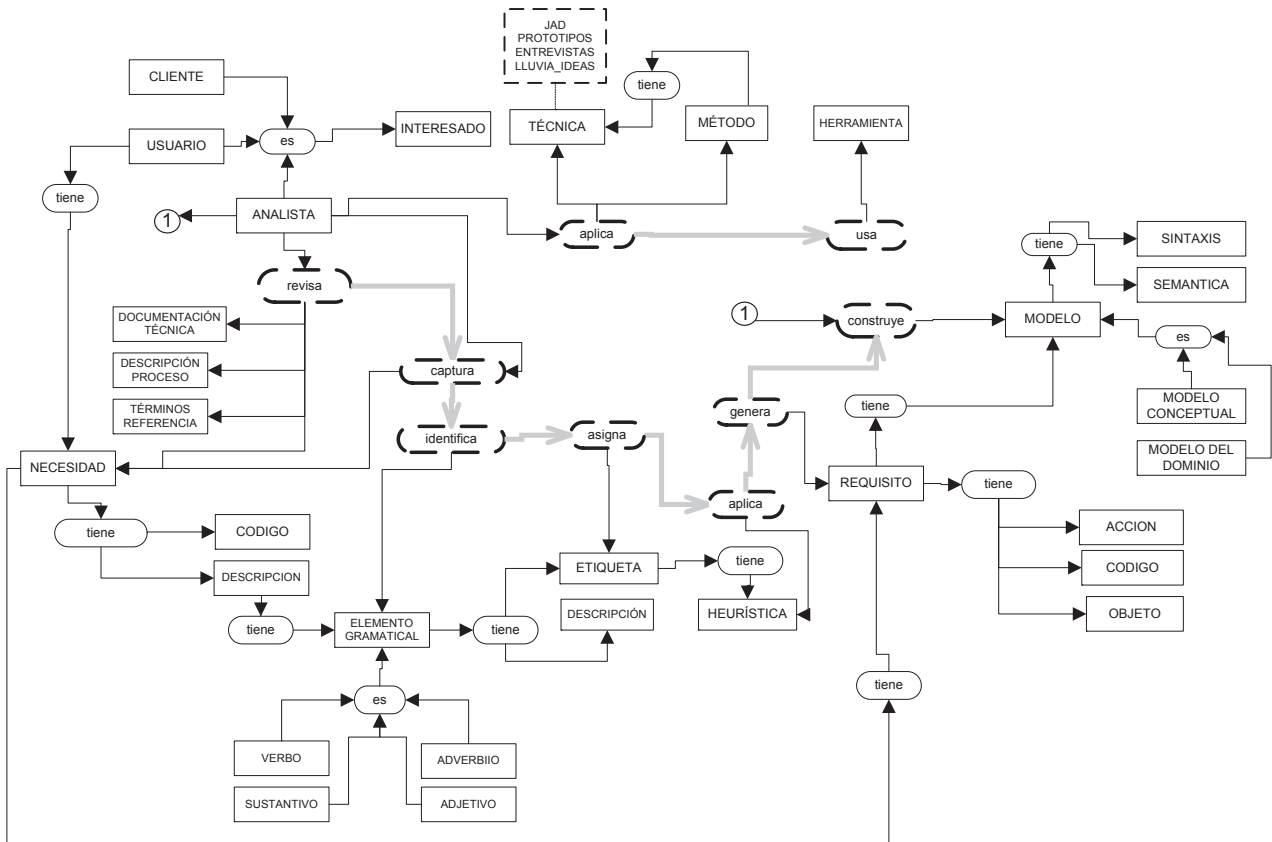 JAD
PROTOTIPOS
ENTREVISTAS
LLUVIA_IDEAS
CLIENTE
tiene
TÉCNICA
MÉTODO
HERRAMIENTA
USUARIO
es
INTERESADO
tiene
1
ANALISTA
aplica
usa
tiene
SINTAXIS
SEMANTICA
revisa
DOCUMENTACIÓN
TÉCNICA
DESCRIPCIÓN
PROCESO
TÉRMINOS
REFERENCIA
1
construye
MODELO
es
captura
MODELO
CONCEPTUAL
MODELO DEL
DOMINIO
identifica
asigna
genera
tiene
NECESIDAD
REQUISITO
tiene
aplica
tiene
CODIGO
ACCION
CODIGO
OBJETO
DESCRIPCION
ETIQUETA
tiene
tiene
ELEMENTO
GRAMATICAL
tiene
DESCRIPCIÓN
HEURÍSTICA
tiene
es
VERBO
ADVERBIIO
SUSTANTIVO
ADJETIVO